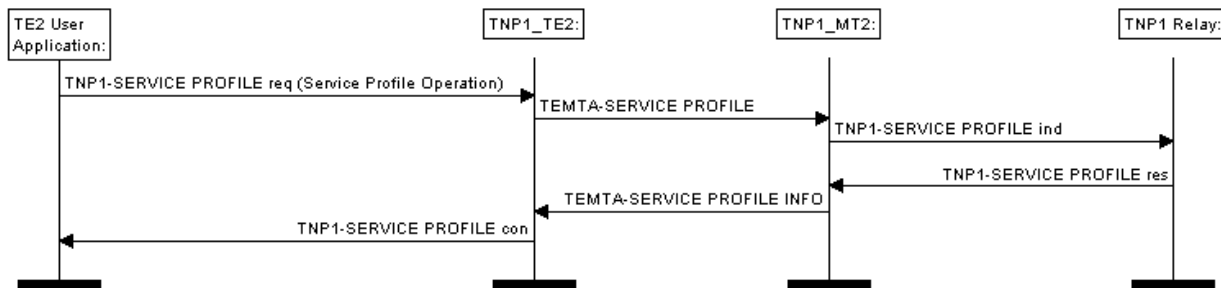 TE2 User
Application:
TNP1_TE2:
TNP1_MT2:
TNP1 Relay:
TNP1-SERVICE PROFILE req (Service Profile Operation)
TEMTA-SERVICE PROFILE
TNP1-SERVICE PROFILE ind
TNP1-SERVICE PROFILE res
TEMTA-SERVICE PROFILE INFO
TNP1-SERVICE PROFILE con